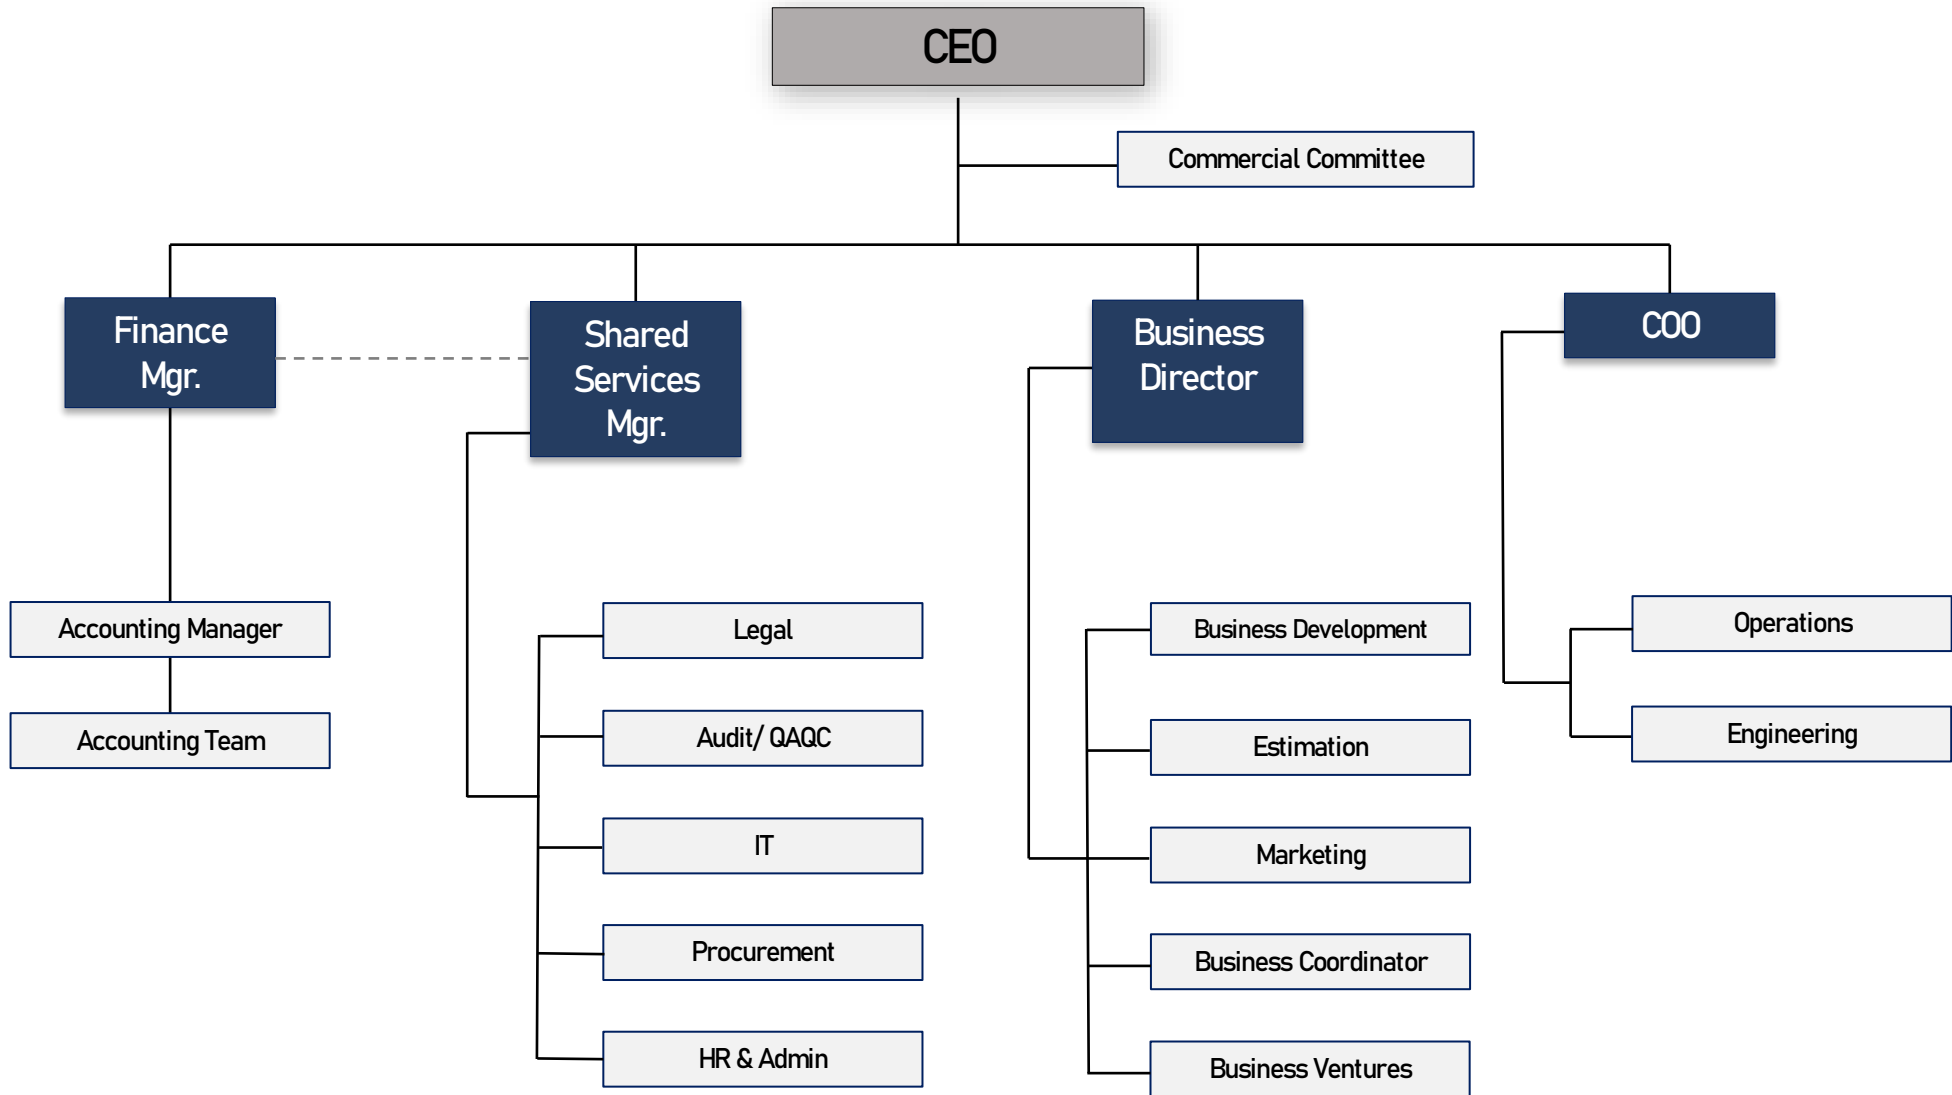 CEO
Commercial Committee
Finance
Mgr.
Shared
Services
Mgr.
Business
Director
COO
Accounting Manager
Accounting Team
Legal
Audit/ QAQC
IT
Procurement
HR & Admin
Business Development
Estimation
Marketing
Business Coordinator
Business Ventures
Operations
Engineering